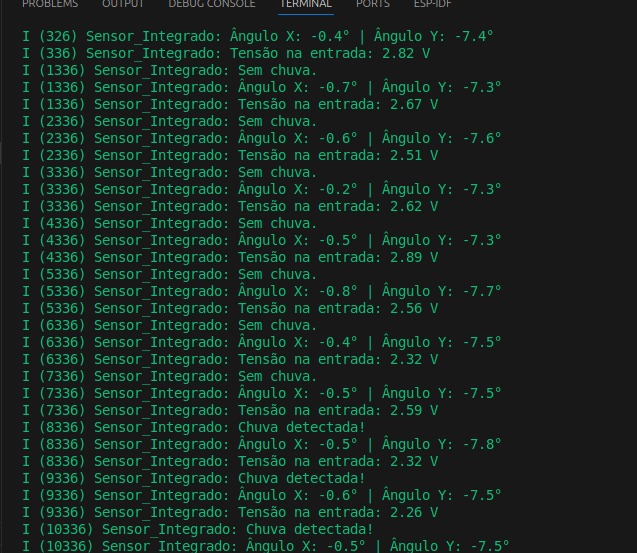 PROBLEMS OUTPUT DEBUG CONSOLE TERMINAL PORTS ESP-IDF
I (326) Sensor_Integrado: Ângulo X: -0.4° | Ângulo Y: -7.4°
I (336) Sensor_Integrado: Tensão na entrada: 2.82 V
I (1336) Sensor_Integrado: Sem chuva.
I (1336) Sensor_Integrado: Ângulo X: -0.7° | Ângulo Y: -7.3°
I (1336) Sensor_Integrado: Tensão na entrada: 2.67 V
I (2336) Sensor_Integrado: Sem chuva.
I (2336) Sensor_Integrado: Ângulo X: -0.6° | Ângulo Y: -7.6°
I (2336) Sensor_Integrado: Tensão na entrada: 2.51 V
I (3336) Sensor_Integrado: Sem chuva.
I (3336) Sensor_Integrado: Ângulo X: -0.2° | Ângulo Y: -7.3°
I (3336) Sensor_Integrado: Tensão na entrada: 2.62 V
I (4336) Sensor_Integrado: Sem chuva.
I (4336) Sensor_Integrado: Ângulo X: -0.5° | Ângulo Y: -7.3°
I (4336) Sensor_Integrado: Tensão na entrada: 2.89 V
I (5336) Sensor_Integrado: Sem chuva.
I (5336) Sensor_Integrado: Ângulo X: -0.8° | Ângulo Y: -7.7°
I (5336) Sensor_Integrado: Tensão na entrada: 2.56 V
I (6336) Sensor_Integrado: Sem chuva.
I (6336) Sensor_Integrado: Ângulo X: -0.4° | Ângulo Y: -7.5°
I (6336) Sensor_Integrado: Tensão na entrada: 2.32 V
I (7336) Sensor_Integrado: Sem chuva.
I (7336) Sensor_Integrado: Ângulo X: -0.5° | Ângulo Y: -7.5°
I (7336) Sensor_Integrado: Tensão na entrada: 2.59 V
I (8336) Sensor_Integrado: Chuva detectada!
I (8336) Sensor_Integrado: Ângulo X: -0.5° | Ângulo Y: -7.8°
I (8336) Sensor_Integrado: Tensão na entrada: 2.32 V
I (9336) Sensor_Integrado: Chuva detectada!
I (9336) Sensor_Integrado: Ângulo X: -0.6° | Ângulo Y: -7.5°
I (9336) Sensor_Integrado: Tensão na entrada: 2.26 V
I (10336) Sensor_Integrado: Chuva detectada!
I (10336) Sensor_Integrado: Ângulo X: -0.5° | Ângulo Y: -7.5°